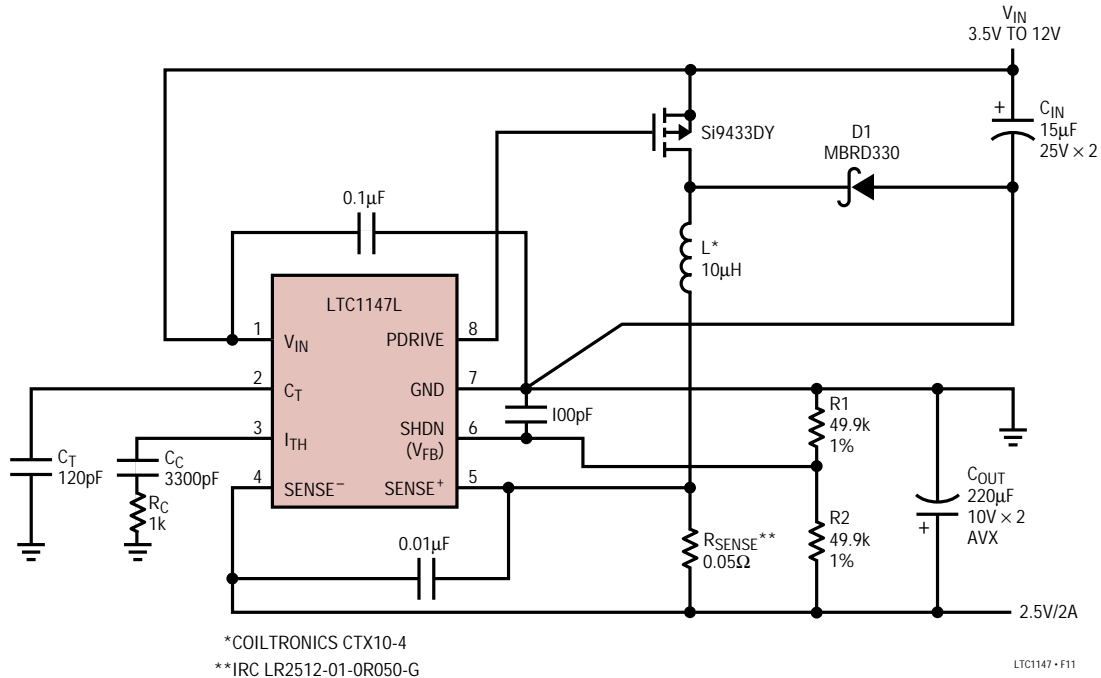 VIN
3.5V TO 12V
CIN
15µF
25V × 2
+
Si9433DY
D1
MBRD330
0.1µF
L*
10µH
LTC1147L
1
VIN
PDRIVE
8
2
CT
GND
7
3
ITH
SHDN
(VFB)
6
4
SENSE−
SENSE+
5
I00pF
R1
49.9k
1%
CT
120pF
CC
3300pF
RC
1k
0.01µF
RSENSE**
0.05Ω
R2
49.9k
1%
COUT
220µF
10V × 2
AVX
+
2.5V/2A
*COILTRONICS CTX10-4
**IRC LR2512-01-0R050-G
LTC1147 • F11